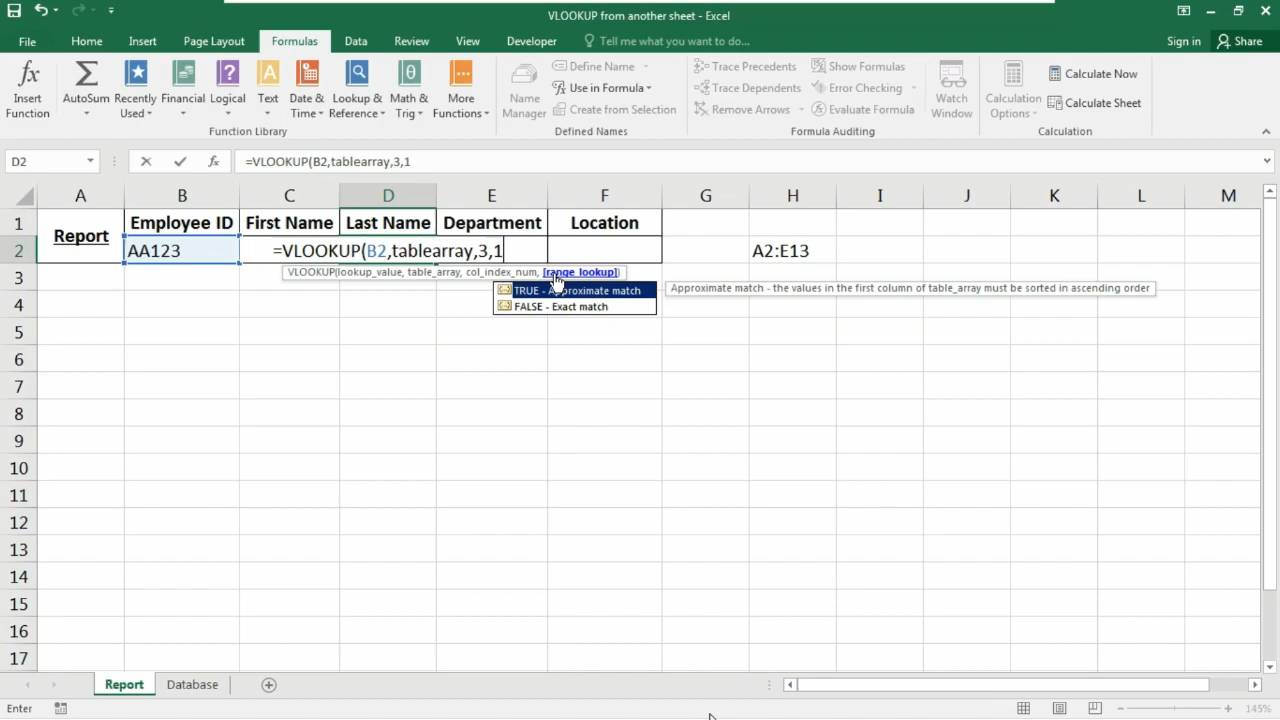 VLOOKUP from another sheet - Excel
File Home Insert Page Layout Formulas Data Review View Developer Tell me what you want to do... Sign in Share
fx Insert Function
AutoSum
Recently Used
Financial
Logical
Text
Date & Time
Lookup & Reference
Math & Trig
More Functions
Function Library
Name Manager
Define Name
Use in Formula
Create from Selection
Defined Names
Trace Precedents
Trace Dependents
Remove Arrows
Show Formulas
Error Checking
Evaluate Formula
Watch Window
Formula Auditing
Calculation Options
Calculate Now
Calculate Sheet
Calculation
D2 fx =VLOOKUP(B2,tablearray,3,1
A B C D E F G H I J K L M
1 Report Employee ID First Name Last Name Department Location
2 AA123 =VLOOKUP(B2,tablearray,3,1 A2:E13
VLOOKUP(lookup_value, table_array, col_index_num, [range_lookup])
TRUE - Approximate match
Approximate match - the values in the first column of table_array must be sorted in ascending order
FALSE - Exact match
3
4
5
6
7
8
9
10
11
12
13
14
15
16
17
Report Database
Enter 145%